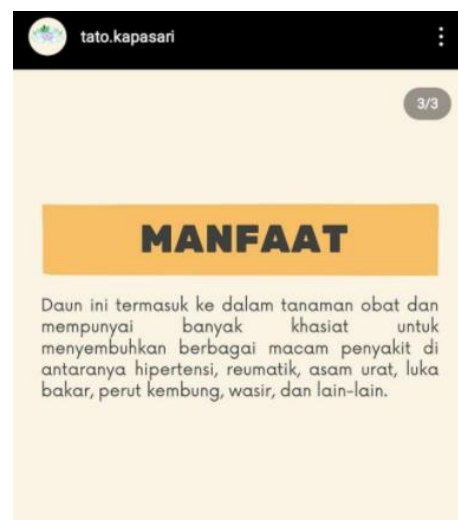 tato.kapasari
3/3
MANFAAT
Daun ini termasuk ke dalam tanaman obat dan
mempunyai banyak khasiat untuk
menyembuhkan berbagai macam penyakit di
antaranya hipertensi, reumatik, asam urat, luka
bakar, perut kembung, wasir, dan lain-lain.